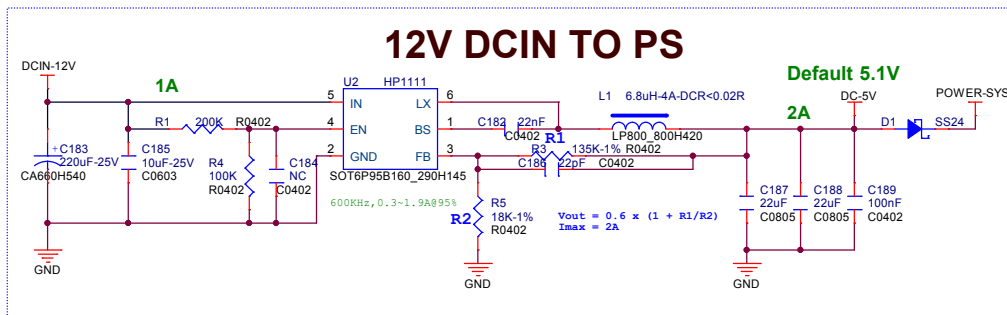 12V DCIN TO PS
DCIN-12V
1A
U2 HP1111
5 IN LX 6
4 EN BS 1
2 GND FB 3
SOT6P95B160_290H145
600KHz,0.3~1.9A@95%
R1 200K R0402
R4
100K
R0402
C184
NC
C0402
C183
+
220uF-25V
CA660H540
C185
10uF-25V
C0603
GND
C182 22nF
C0402
L1 6.8uH-4A-DCR<0.02R
LP800_800H420
R1
R3 135K-1%
R0402
C186 22pF
C0402
R2
R5
18K-1%
R0402
GND
Vout = 0.6 x (1 + R1/R2)
Imax = 2A
Default 5.1V
DC-5V
2A
POWER-SYS
D1 SS24
C187
22uF
C0805
C188
22uF
C0805
C189
100nF
C0402
GND